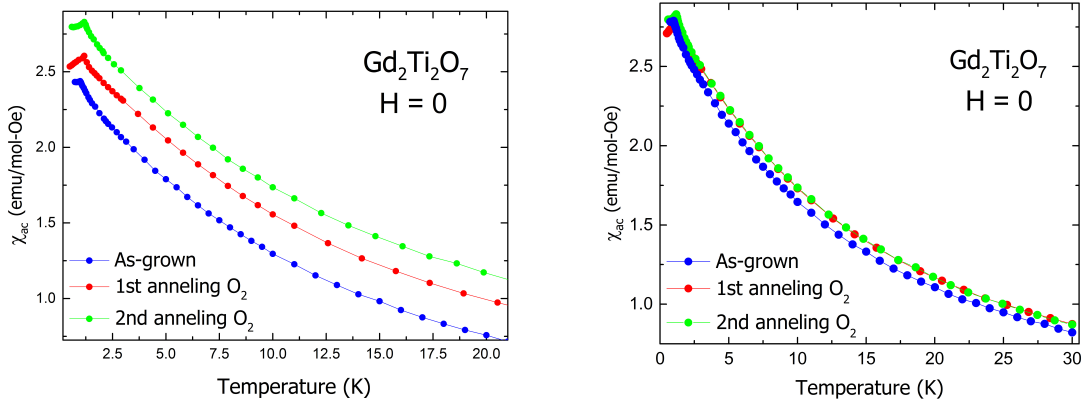 2.5
2.0
1.5
1.0
χac (emu/mol-Oe)
Gd2Ti2O7
H = 0
As-grown
1st anneling O2
2nd anneling O2
2.5 5.0 7.5 10.0 12.5 15.0 17.5 20.0
Temperature (K)
2.5
2.0
1.5
1.0
χac (emu/mol-Oe)
Gd2Ti2O7
H = 0
As-grown
1st anneling O2
2nd anneling O2
0 5 10 15 20 25 30
Temperature (K)